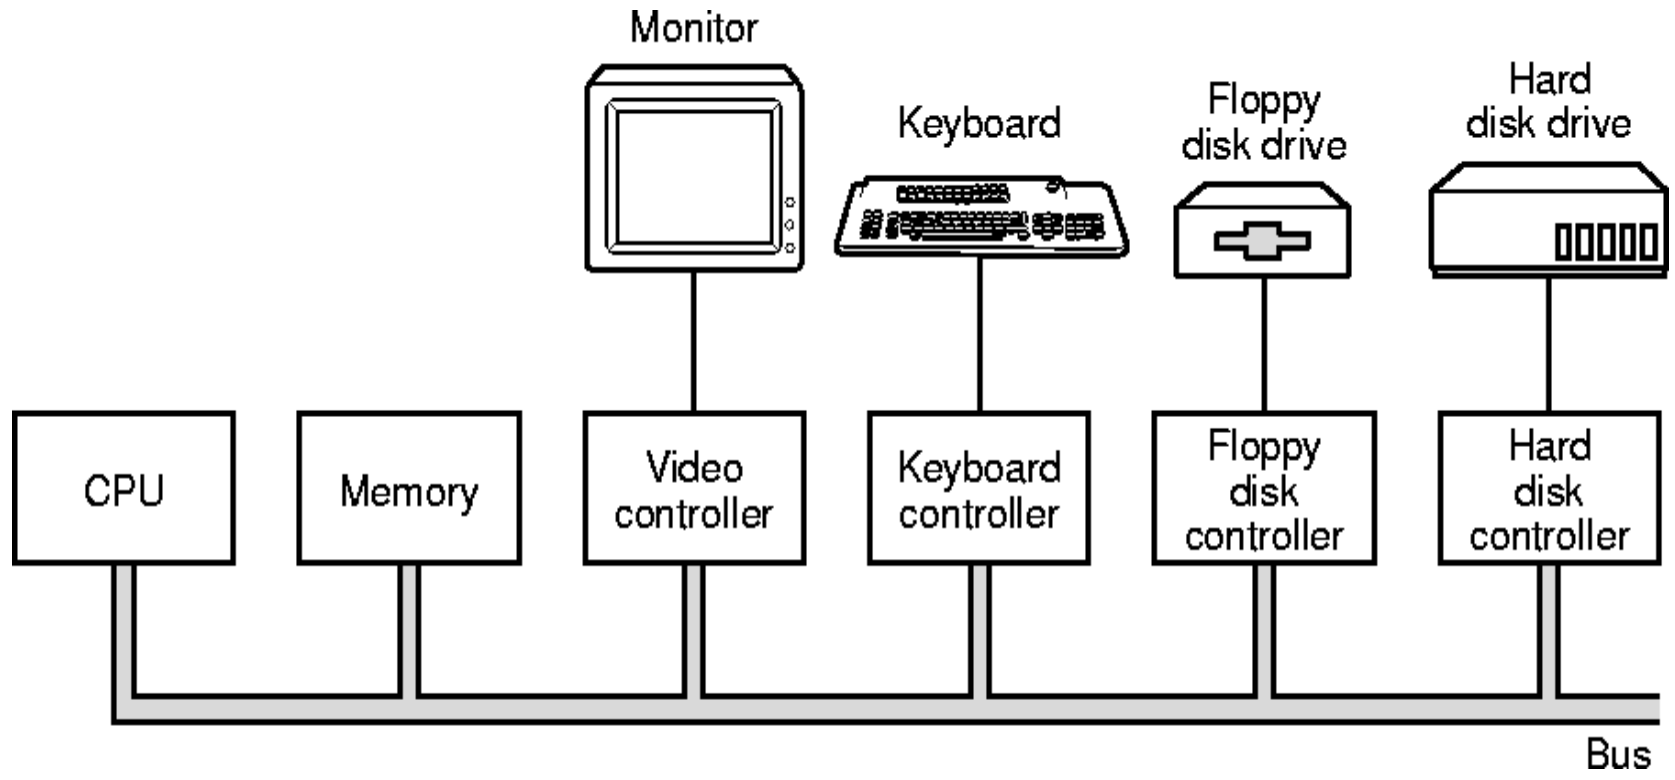 Monitor
Keyboard
Floppy
disk drive
Hard
disk drive
CPU
Memory
Video
controller
Keyboard
controller
Floppy
disk
controller
Hard
disk
controller
Bus